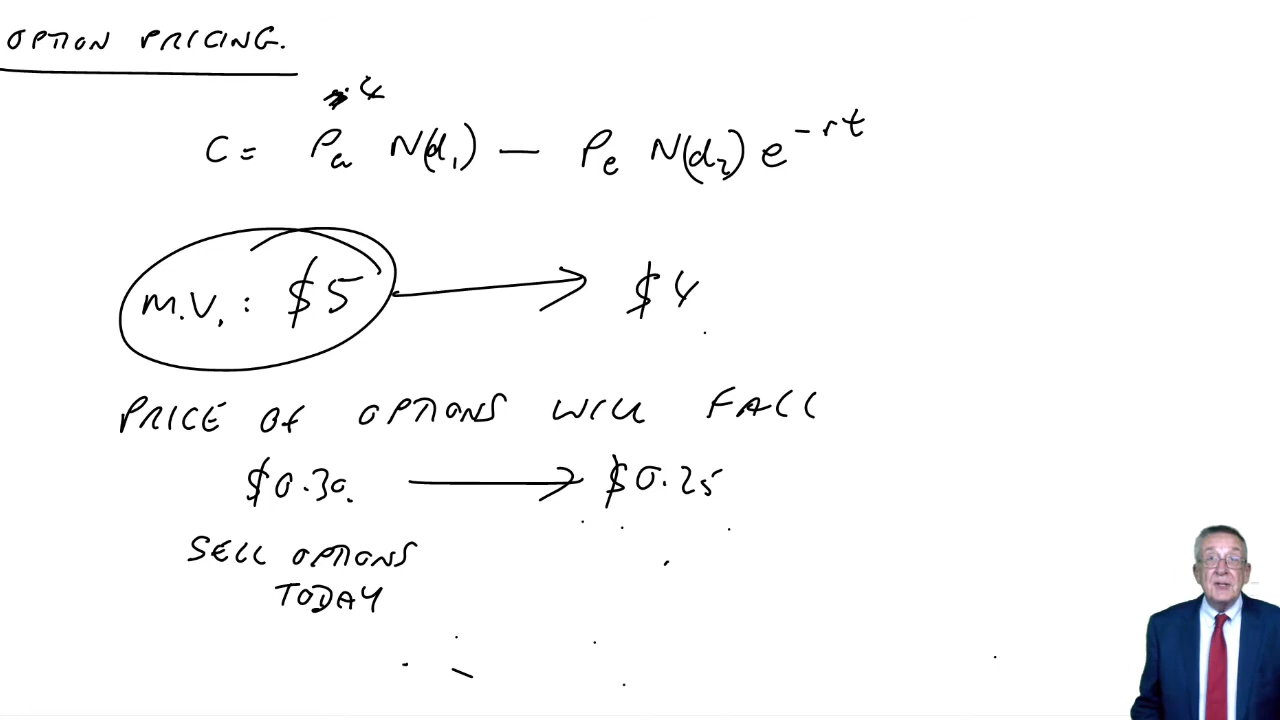 OPTION PRICING.
4
C = Pa N(d1) — Pe N(d2) e^-rt
M.V. : $5 → $4
PRICE OF OPTIONS WILL FALL
$0.30. → $0.25
SELL OPTIONS
TODAY